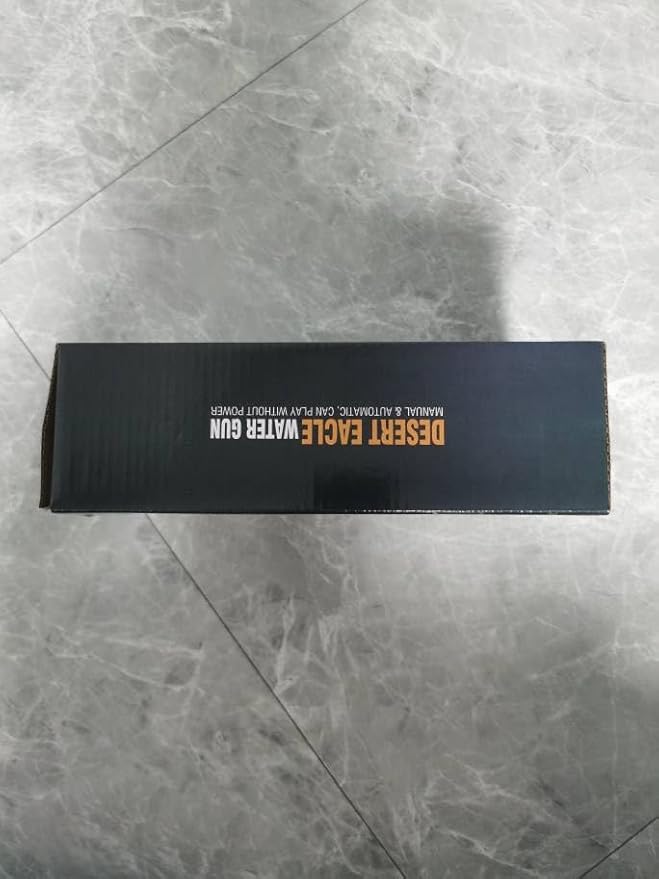 DESERT EAGLE WATER GUN
MANUAL & AUTOMATIC, CAN PLAY WITHOUT POWER